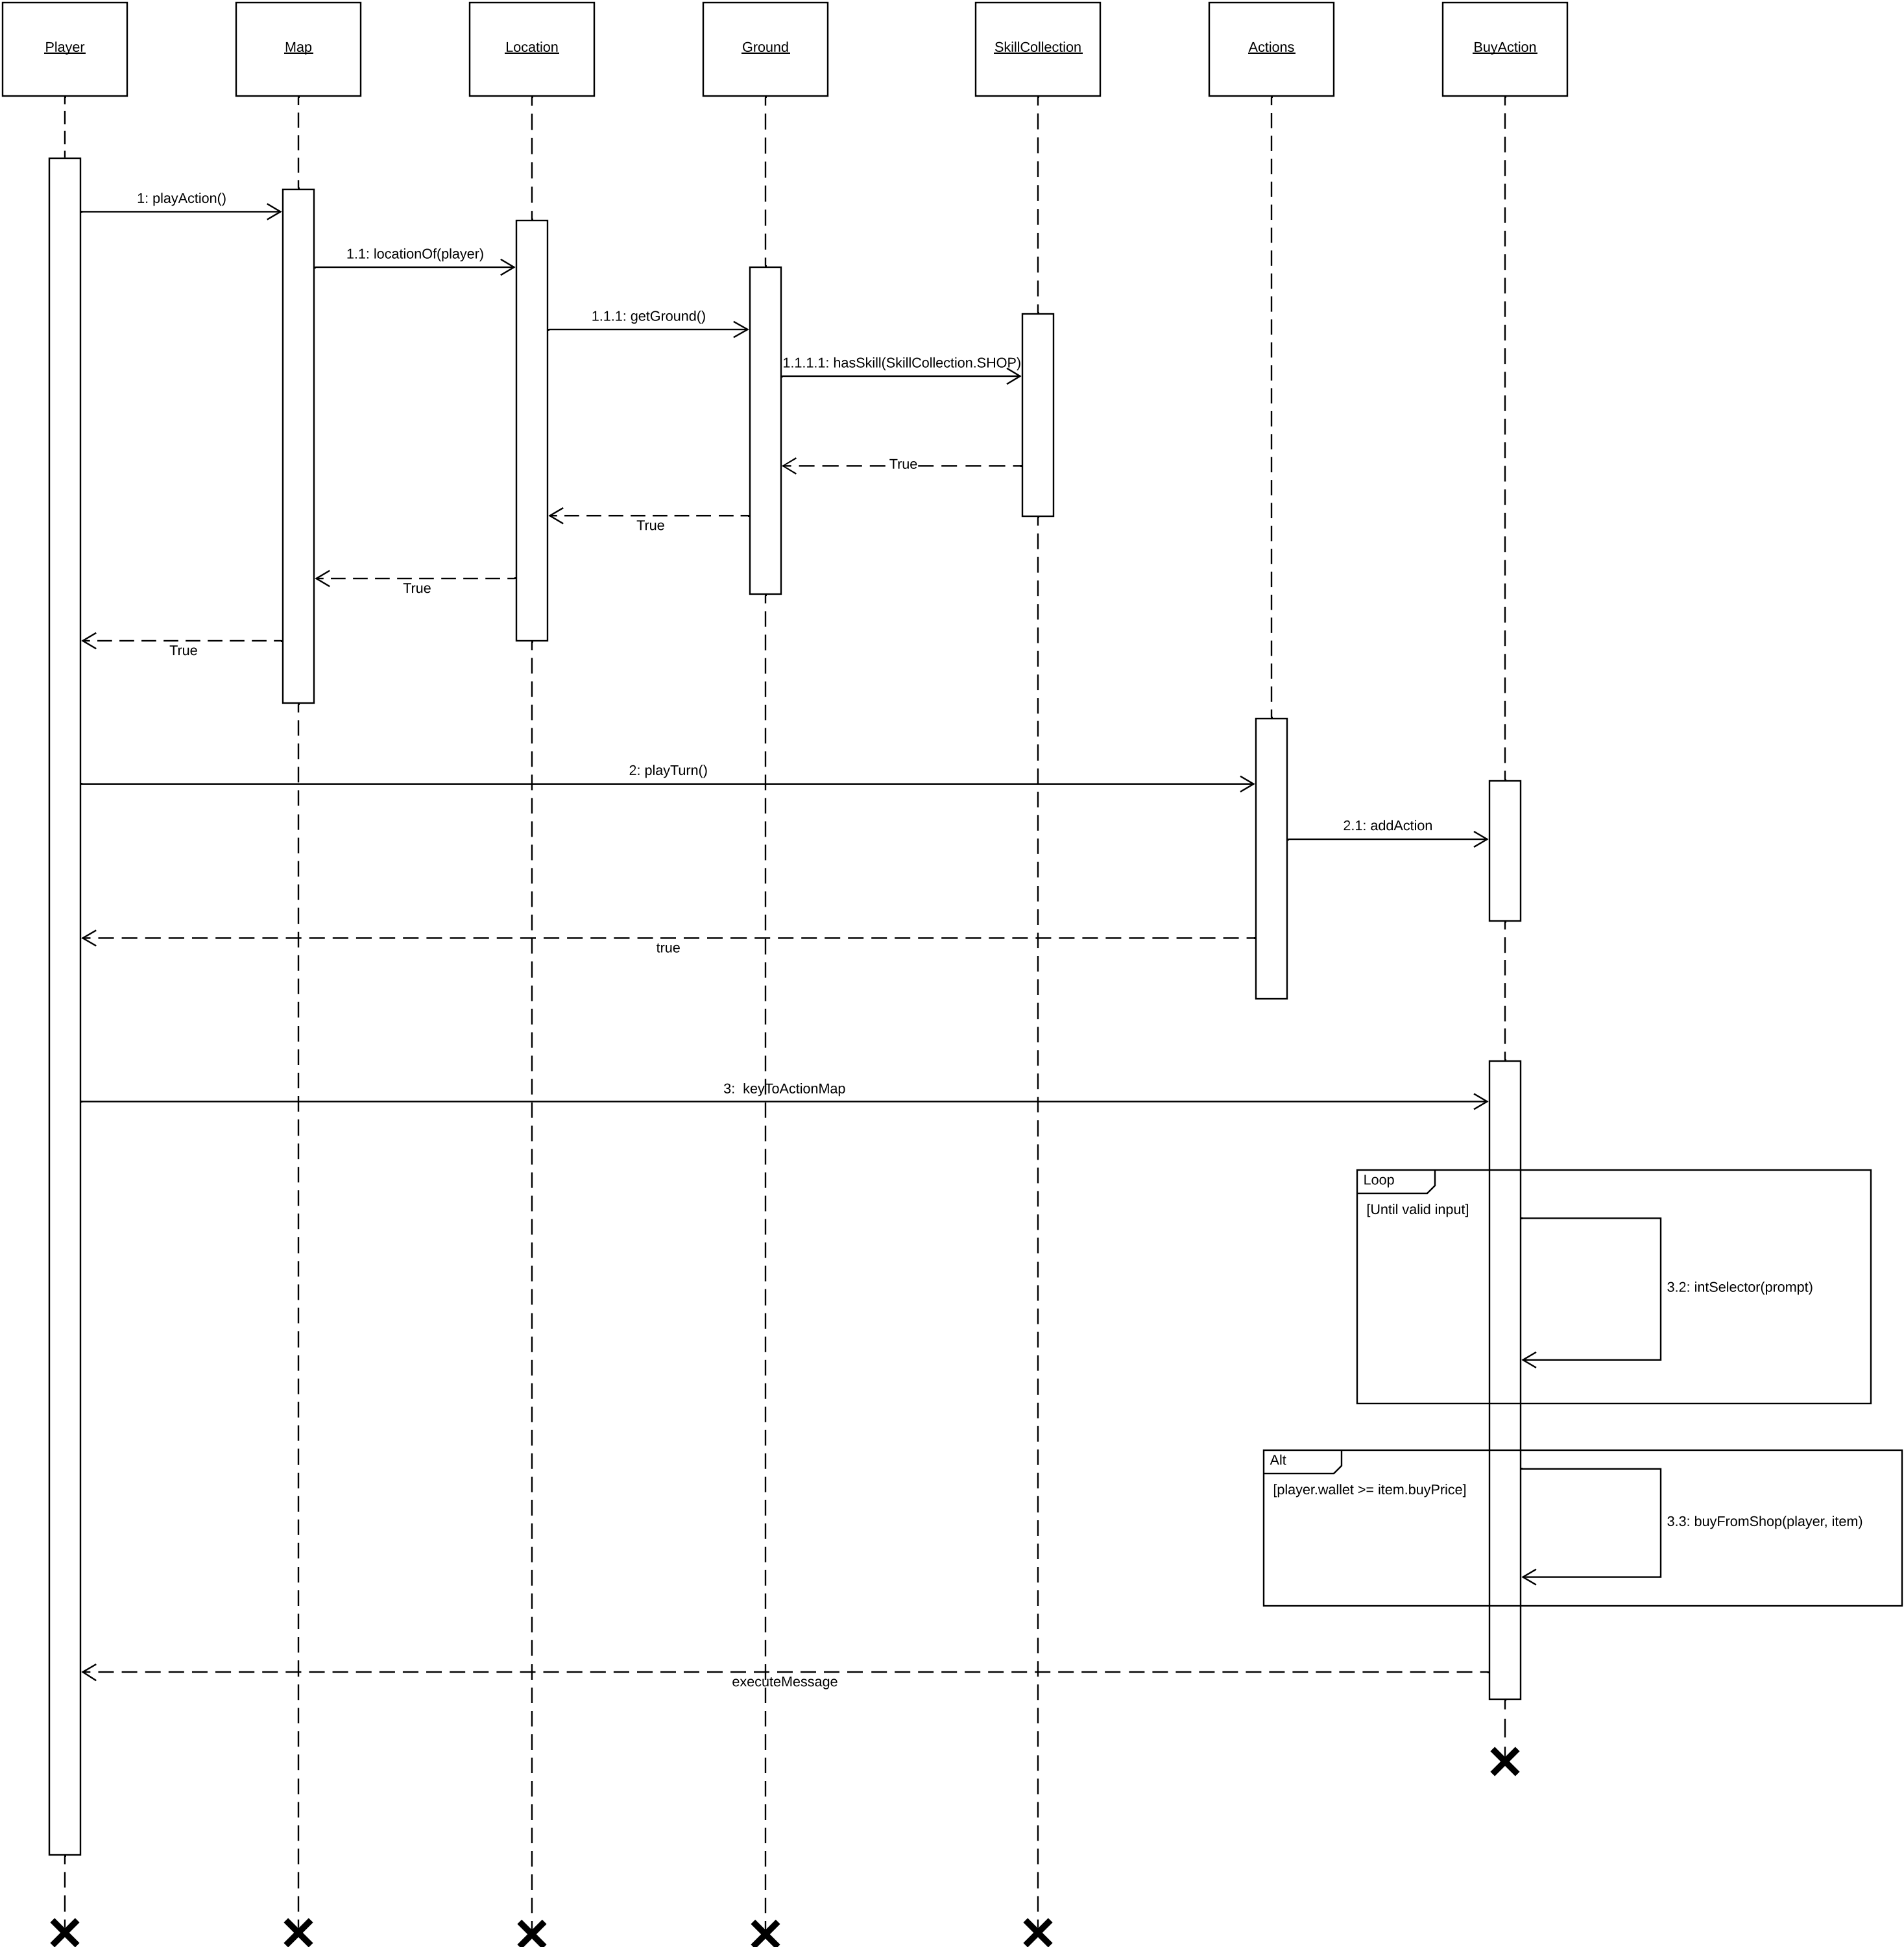 Player
Map
Location
Ground
SkillCollection
Actions
BuyAction
1: playAction()
1.1: locationOf(player)
1.1.1: getGround()
1.1.1.1: hasSkill(SkillCollection.SHOP)
True
True
True
True
2: playTurn()
2.1: addAction
true
3:  keyToActionMap
Loop
[Until valid input]
3.2: intSelector(prompt)
Alt
[player.wallet >= item.buyPrice]
3.3: buyFromShop(player, item)
executeMessage